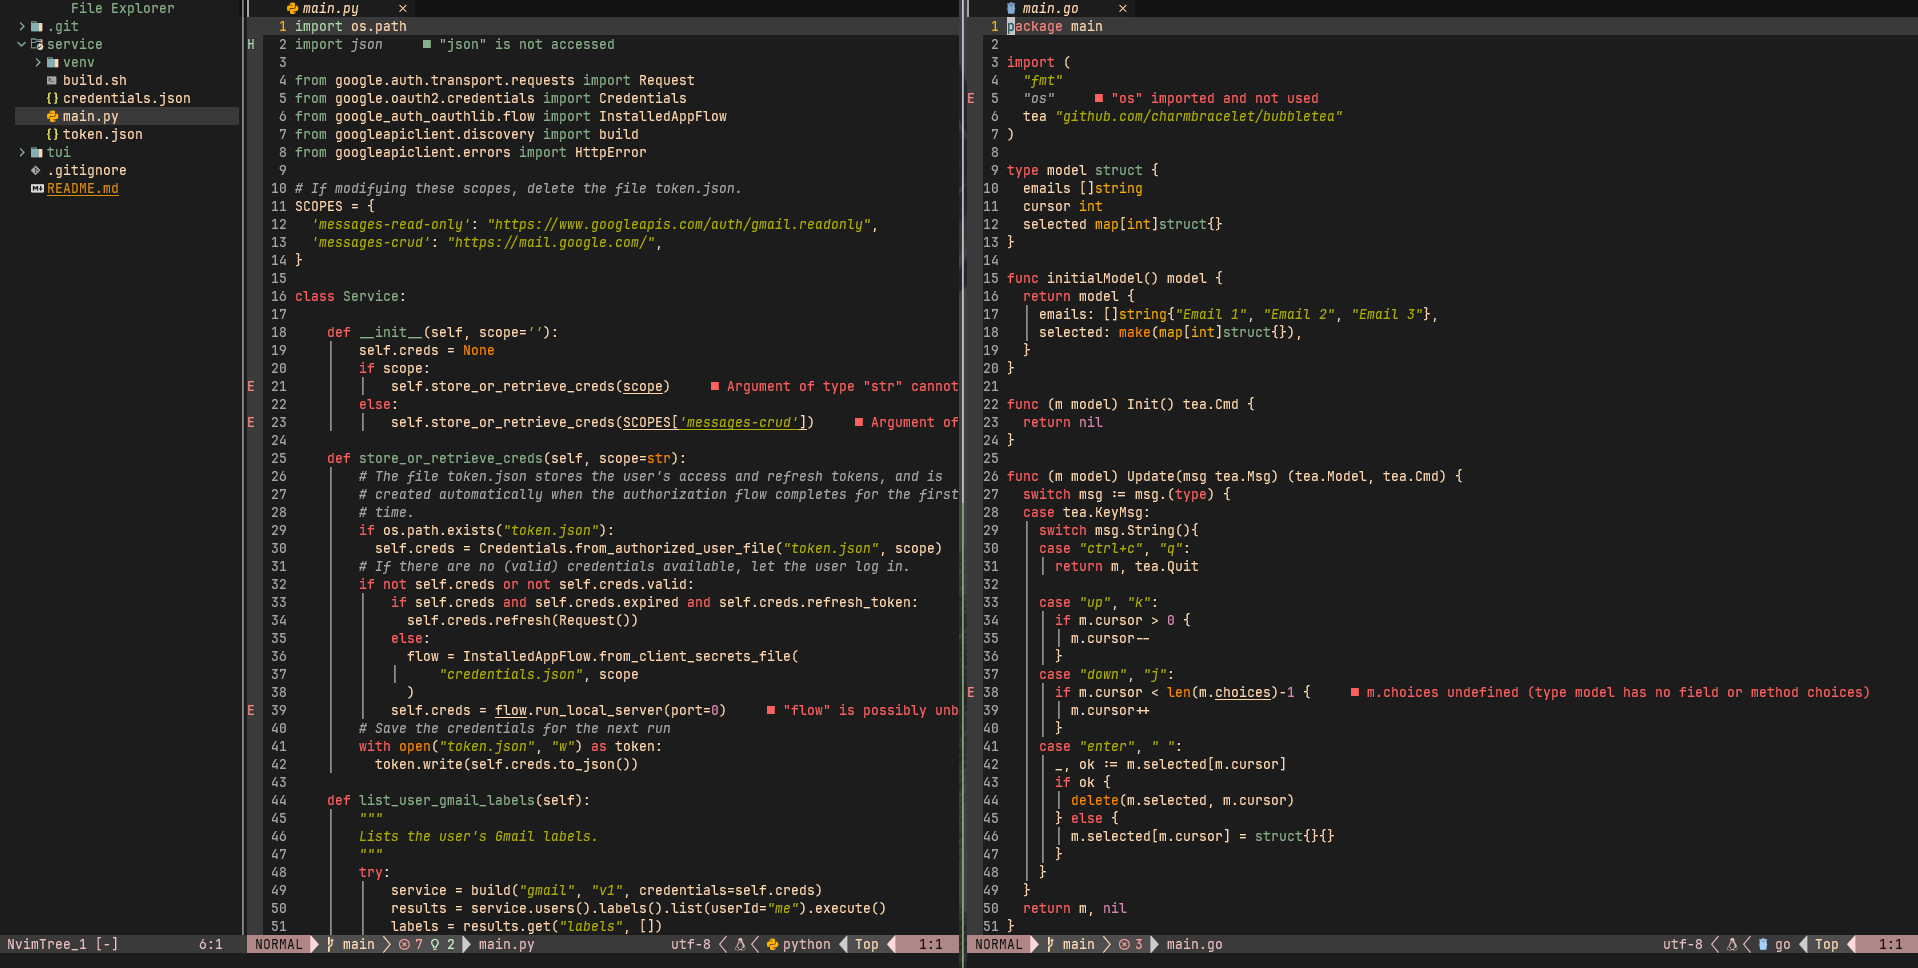 File Explorer
.git
service
venv
build.sh
credentials.json
main.py
token.json
tui
.gitignore
README.md
NvimTree_1 [-] 6:1
main.py ×
1 import os.path
H 2 import json ■ "json" is not accessed
3
4 from google.auth.transport.requests import Request
5 from google.oauth2.credentials import Credentials
6 from google_auth_oauthlib.flow import InstalledAppFlow
7 from googleapiclient.discovery import build
8 from googleapiclient.errors import HttpError
9
10 # If modifying these scopes, delete the file token.json.
11 SCOPES = {
12 'messages-read-only': "https://www.googleapis.com/auth/gmail.readonly",
13 'messages-crud': "https://mail.google.com/",
14 }
15
16 class Service:
17
18 def __init__(self, scope=''):
19 self.creds = None
20 if scope:
E 21 self.store_or_retrieve_creds(scope) ■ Argument of type "str" cannot
22 else:
E 23 self.store_or_retrieve_creds(SCOPES['messages-crud']) ■ Argument of
24
25 def store_or_retrieve_creds(self, scope=str):
26 # The file token.json stores the user's access and refresh tokens, and is
27 # created automatically when the authorization flow completes for the first
28 # time.
29 if os.path.exists("token.json"):
30 self.creds = Credentials.from_authorized_user_file("token.json", scope)
31 # If there are no (valid) credentials available, let the user log in.
32 if not self.creds or not self.creds.valid:
33 if self.creds and self.creds.expired and self.creds.refresh_token:
34 self.creds.refresh(Request())
35 else:
36 flow = InstalledAppFlow.from_client_secrets_file(
37 "credentials.json", scope
38 )
E 39 self.creds = flow.run_local_server(port=0) ■ "flow" is possibly unb
40 # Save the credentials for the next run
41 with open("token.json", "w") as token:
42 token.write(self.creds.to_json())
43
44 def list_user_gmail_labels(self):
45 """
46 Lists the user's Gmail labels.
47 """
48 try:
49 service = build("gmail", "v1", credentials=self.creds)
50 results = service.users().labels().list(userId="me").execute()
51 labels = results.get("labels", [])
NORMAL main 7 2 main.py utf-8 python Top 1:1
main.go ×
1 package main
2
3 import (
4 "fmt"
E 5 "os" ■ "os" imported and not used
6 tea "github.com/charmbracelet/bubbletea"
7 )
8
9 type model struct {
10 emails []string
11 cursor int
12 selected map[int]struct{}
13 }
14
15 func initialModel() model {
16 return model {
17 emails: []string{"Email 1", "Email 2", "Email 3"},
18 selected: make(map[int]struct{}),
19 }
20 }
21
22 func (m model) Init() tea.Cmd {
23 return nil
24 }
25
26 func (m model) Update(msg tea.Msg) (tea.Model, tea.Cmd) {
27 switch msg := msg.(type) {
28 case tea.KeyMsg:
29 switch msg.String(){
30 case "ctrl+c", "q":
31 return m, tea.Quit
32
33 case "up", "k":
34 if m.cursor > 0 {
35 m.cursor--
36 }
37 case "down", "j":
E 38 if m.cursor < len(m.choices)-1 { ■ m.choices undefined (type model has no field or method choices)
39 m.cursor++
40 }
41 case "enter", " ":
42 _, ok := m.selected[m.cursor]
43 if ok {
44 delete(m.selected, m.cursor)
45 } else {
46 m.selected[m.cursor] = struct{}{}
47 }
48 }
49 }
50 return m, nil
51 }
NORMAL main 3 main.go utf-8 go Top 1:1